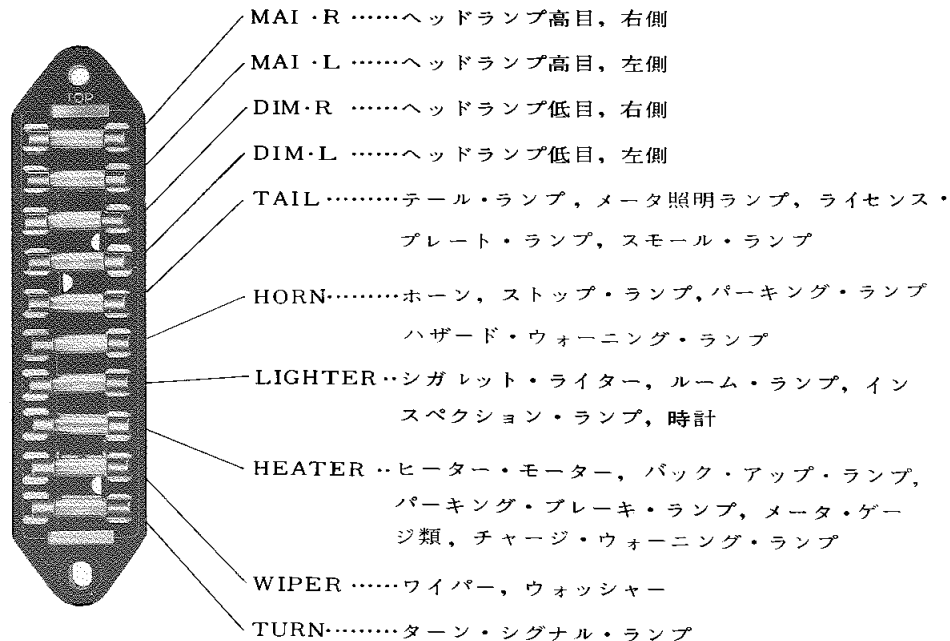 MAI・R ……ヘッドランプ高目, 右側
TOP
MAI・L ……ヘッドランプ高目, 左側
DIM・R ……ヘッドランプ低目, 右側
DIM・L ……ヘッドランプ低目, 左側
TAIL………テール・ランプ, メータ照明ランプ, ライセンス・
プレート・ランプ, スモール・ランプ
HORN………ホーン, ストップ・ランプ, パーキング・ランプ
ハザード・ウォーニング・ランプ
LIGHTER‥シガレット・ライター, ルーム・ランプ, イン
スペクション・ランプ, 時計
HEATER‥ヒーター・モーター, バック・アップ・ランプ,
パーキング・ブレーキ・ランプ, メータ・ゲー
ジ類, チャージ・ウォーニング・ランプ
WIPER ……ワイパー, ウォッシャー
TURN………ターン・シグナル・ランプ